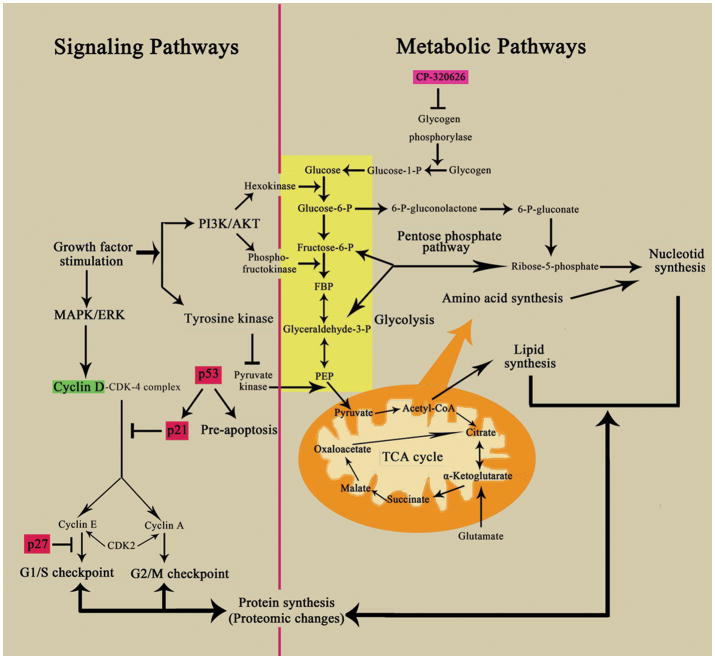 Signaling Pathways
Metabolic Pathways
CP-320626
Glycogen
phosphorylase
Glucose
Glucose-1-P
Glycogen
Hexokinase
Glucose-6-P
6-P-gluconolactone
6-P-gluconate
PI3K/AKT
Growth factor
stimulation
Phospho-
fructokinase
Fructose-6-P
Pentose phosphate
pathway
Ribose-5-phosphate
Nucleotid
synthesis
FBP
Amino acid synthesis
MAPK/ERK
Tyrosine kinase
Glyceraldehyde-3-P
Glycolysis
Cyclin D-CDK-4 complex
p53
Pyruvate
kinase
PEP
Lipid
synthesis
p21
Pre-apoptosis
Pyruvate
Acetyl-CoA
Citrate
Oxaloacetate
TCA cycle
α-Ketoglutarate
Malate
Succinate
Glutamate
Cyclin E
Cyclin A
CDK2
p27
G1/S checkpoint
G2/M checkpoint
Protein synthesis
(Proteomic changes)